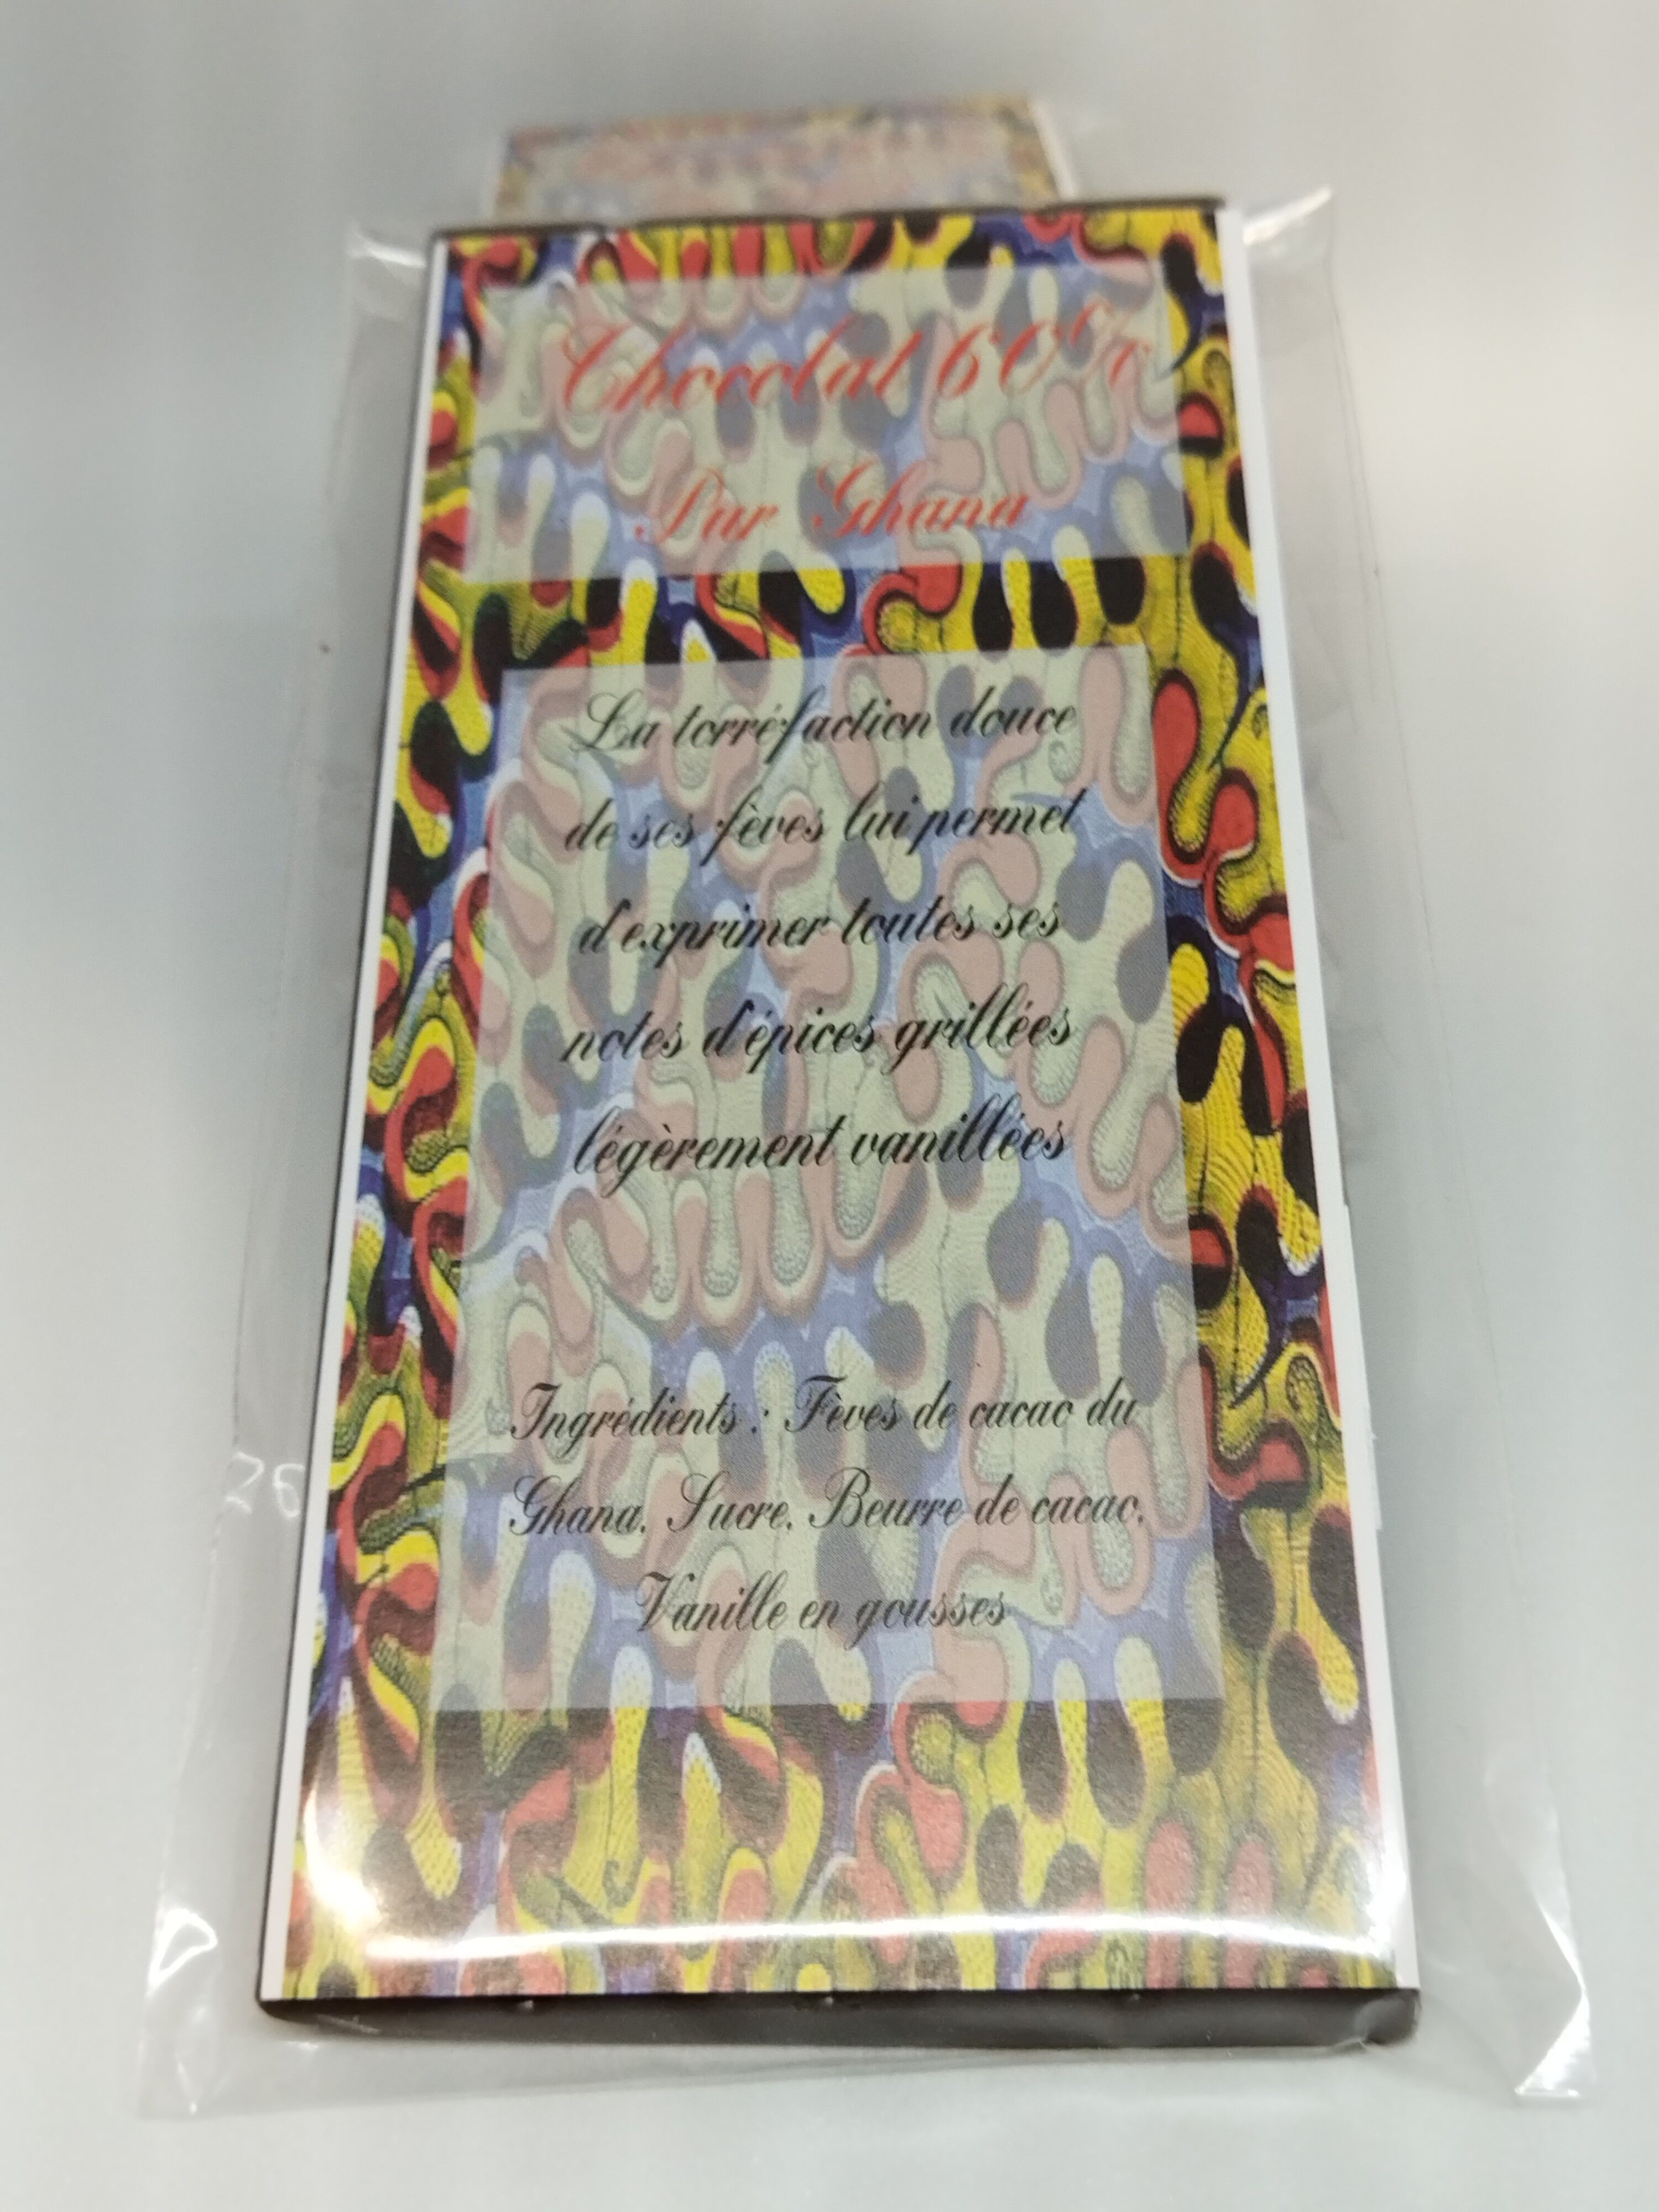 Chocolat 60%
Pur Ghana
La torréfaction douce
de ses fèves lui permet
d'exprimer toutes ses
notes d'épices grillées
légèrement vanillées
Ingrédients : Fèves de cacao du
Ghana, Sucre, Beurre de cacao,
Vanille en gousses
26